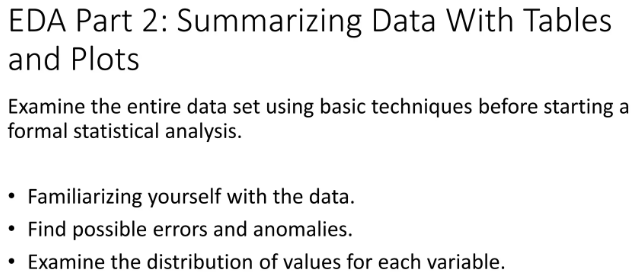 EDA Part 2: Summarizing Data With Tables
and Plots
Examine the entire data set using basic techniques before starting a
formal statistical analysis.
• Familiarizing yourself with the data.
• Find possible errors and anomalies.
• Examine the distribution of values for each variable.